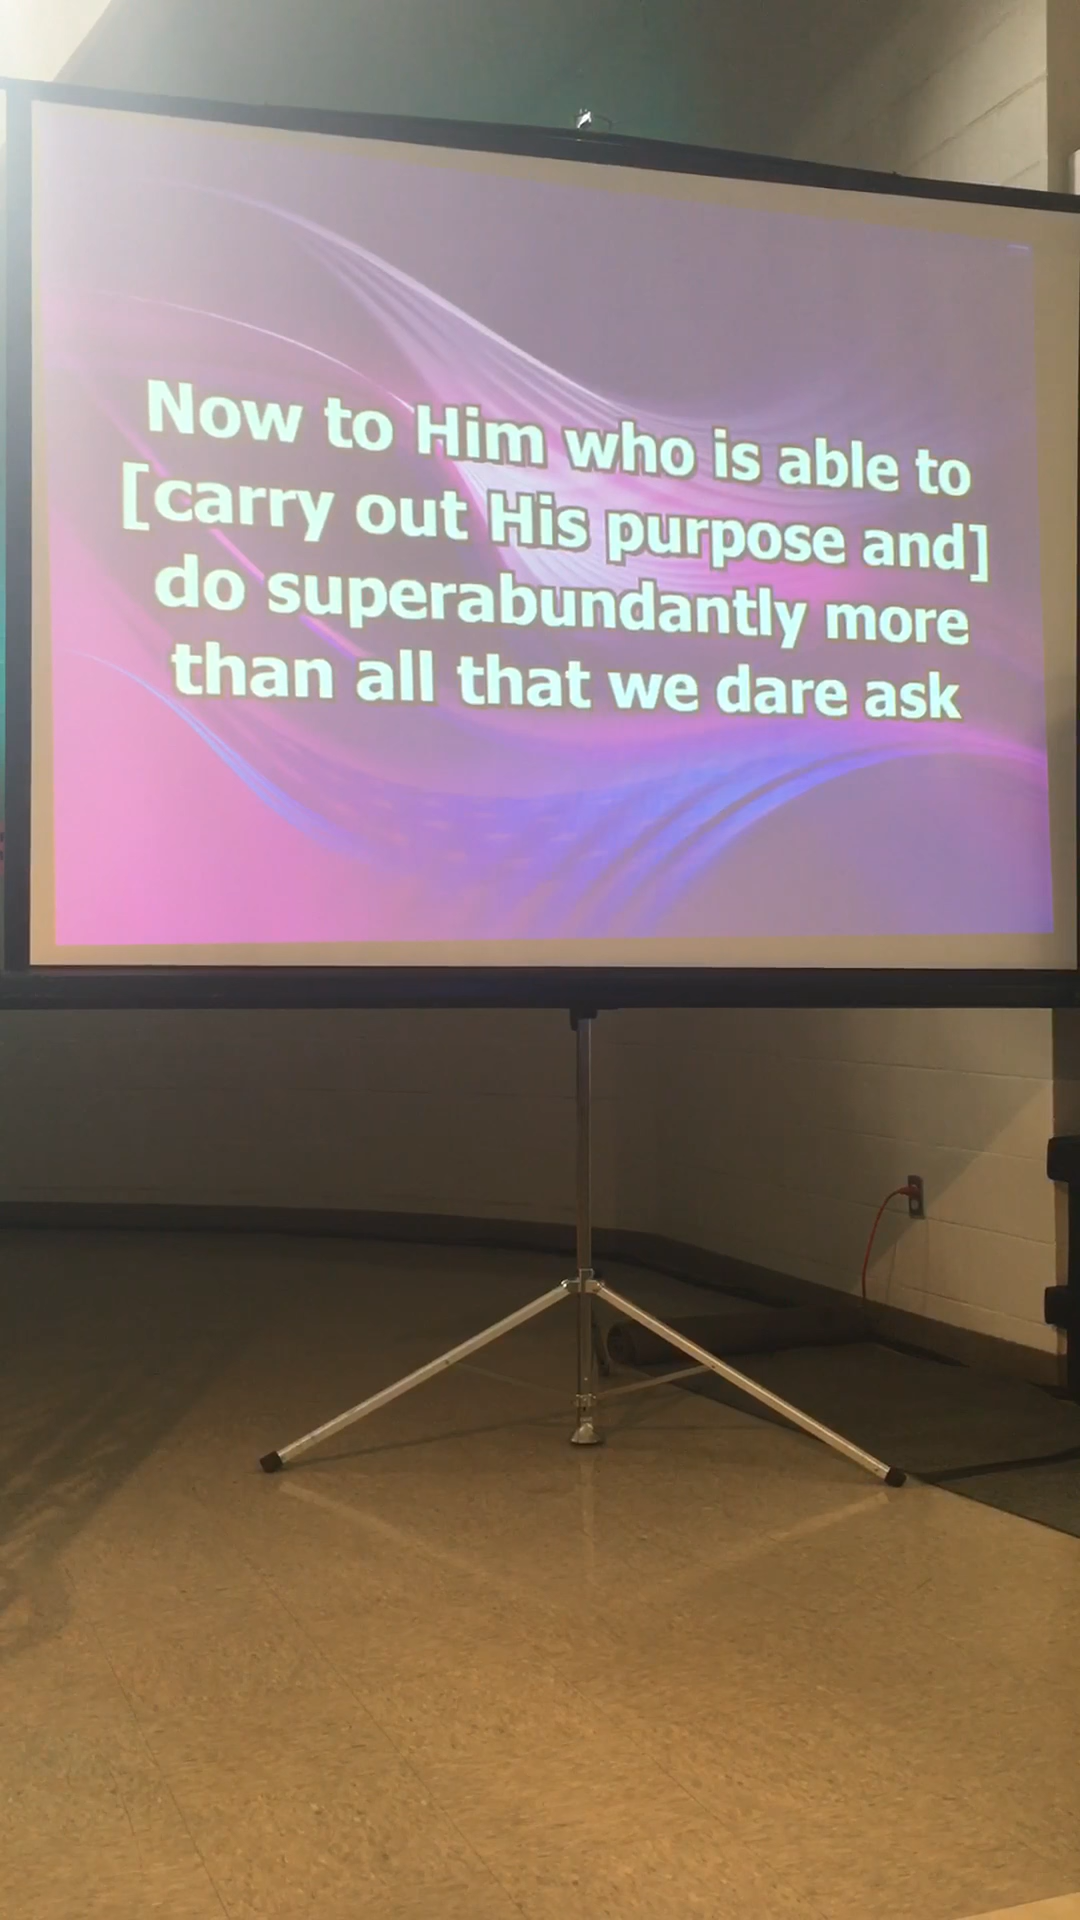 Now to Him who is able to
[carry out His purpose and]
do superabundantly more
than all that we dare ask